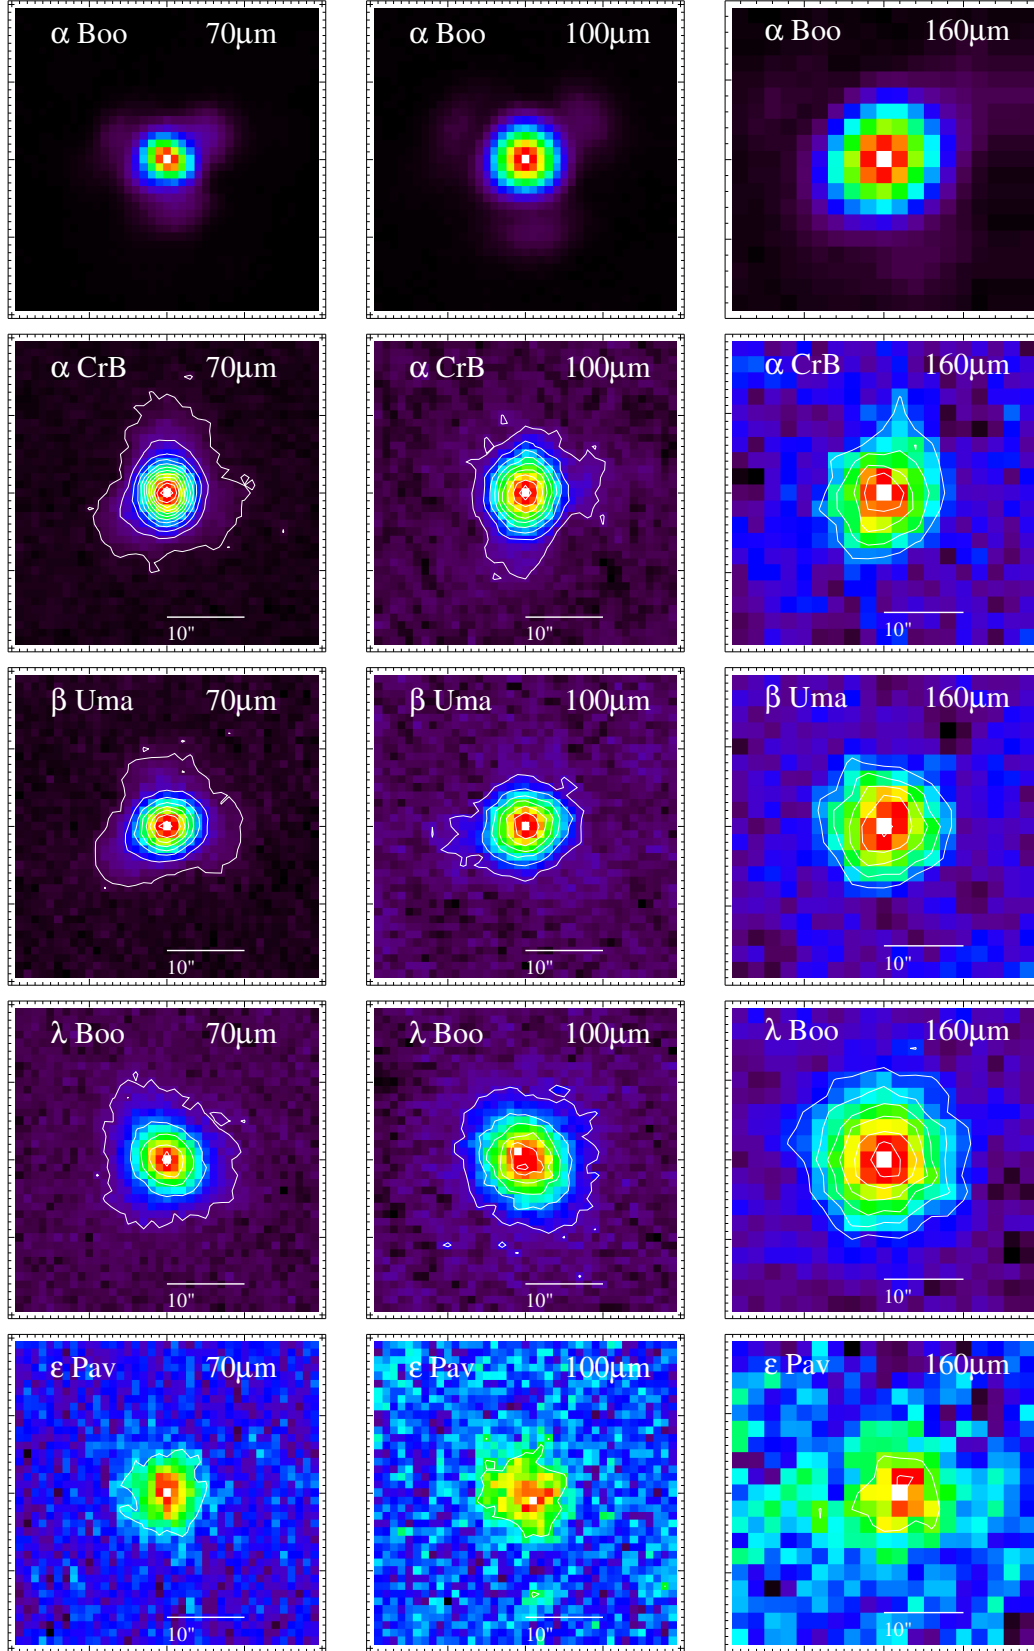 α Boo 70μm
α Boo 100μm
α Boo 160μm
α CrB 70μm
10"
α CrB 100μm
10"
α CrB 160μm
10"
β Uma 70μm
10"
β Uma 100μm
10"
β Uma 160μm
10"
λ Boo 70μm
10"
λ Boo 100μm
10"
λ Boo 160μm
10"
ε Pav 70μm
10"
ε Pav 100μm
10"
ε Pav 160μm
10"